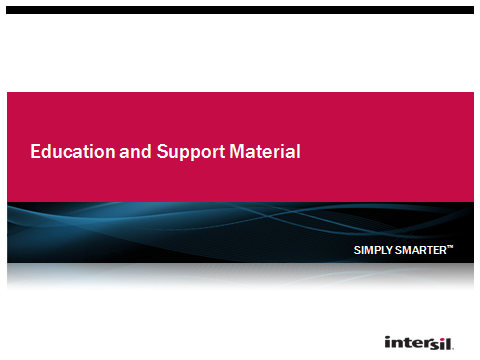 Education and Support Material
SIMPLY SMARTER™
intersil